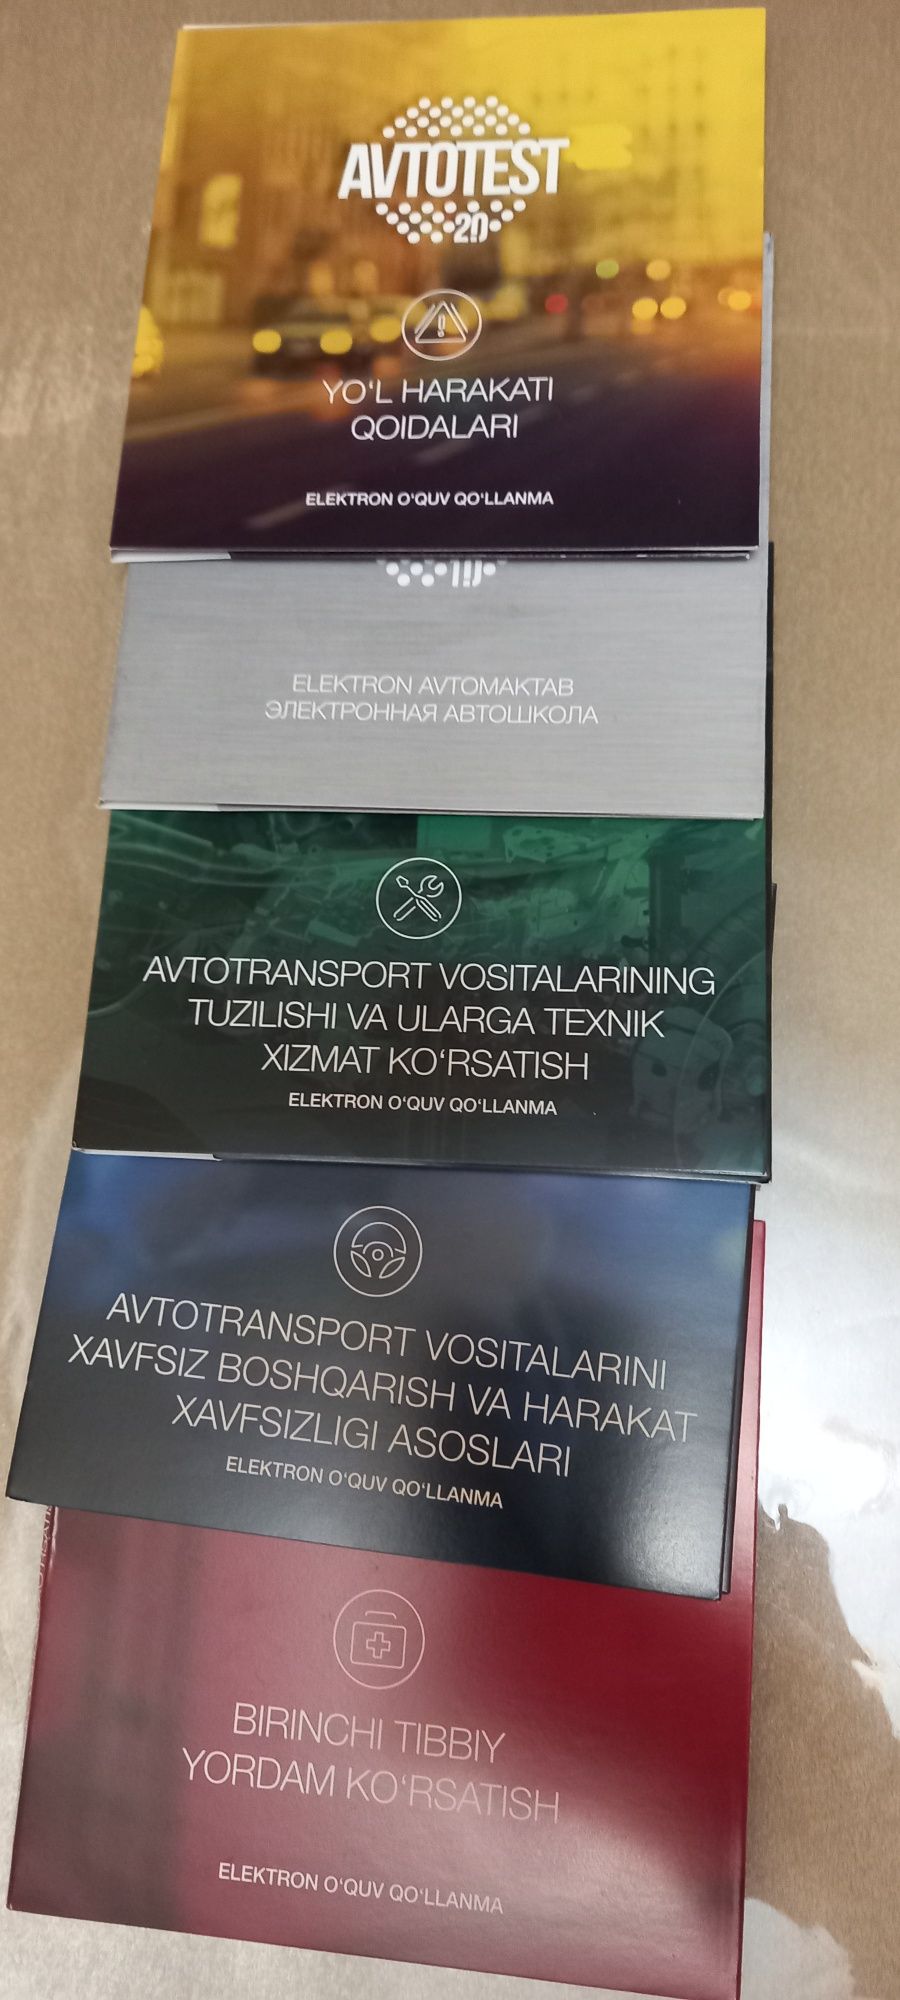 AVTOTEST
2.0
YO‘L HARAKATI
QOIDALARI
ELEKTRON O‘QUV QO‘LLANMA
ELEKTRON AVTOMAKTAB
ЭЛЕКТРОННАЯ АВТОШКОЛА
AVTOTRANSPORT VOSITALARINING
TUZILISHI VA ULARGA TEXNIK
XIZMAT KO‘RSATISH
ELEKTRON O‘QUV QO‘LLANMA
AVTOTRANSPORT VOSITALARINI
XAVFSIZ BOSHQARISH VA HARAKAT
XAVFSIZLIGI ASOSLARI
ELEKTRON O‘QUV QO‘LLANMA
BIRINCHI TIBBIY
YORDAM KO‘RSATISH
ELEKTRON O‘QUV QO‘LLANMA